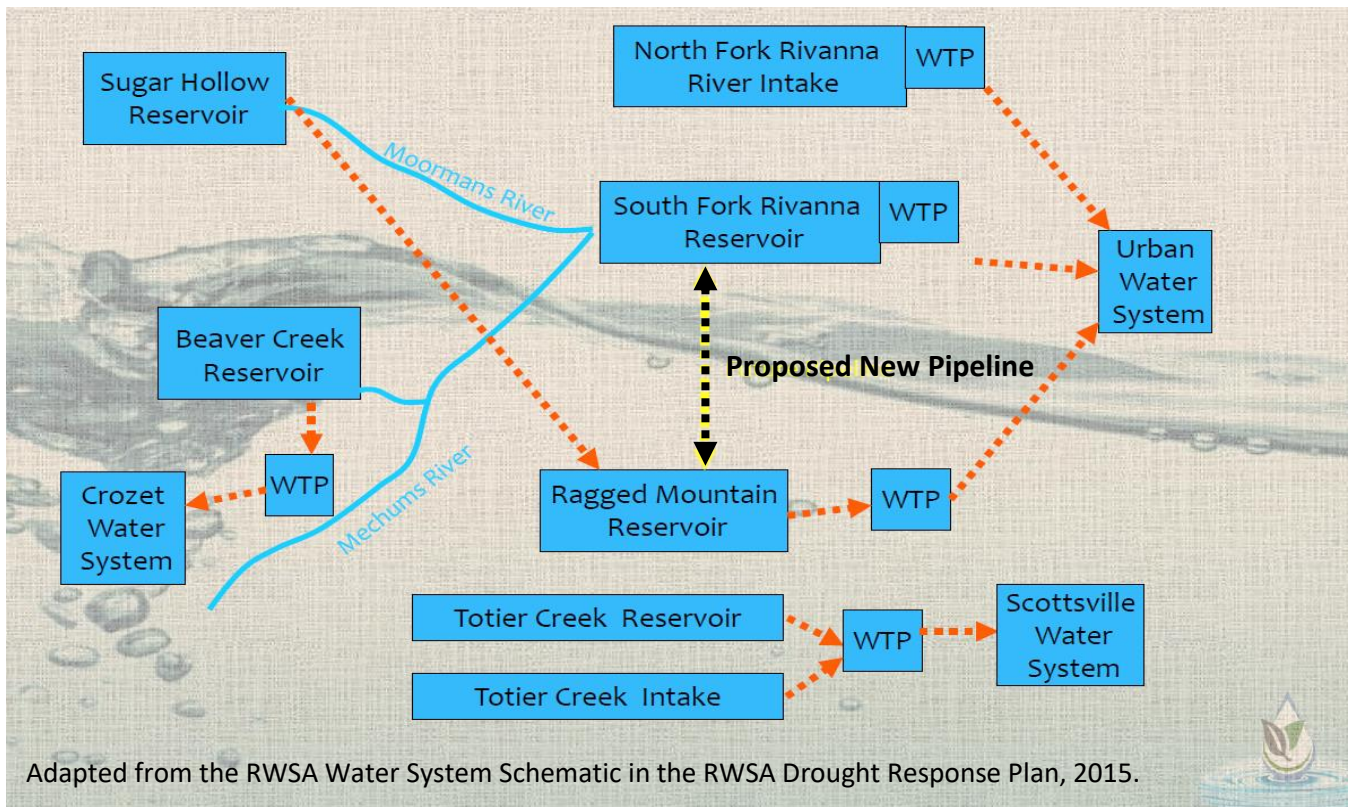 Sugar Hollow
Reservoir
North Fork Rivanna
River Intake
WTP
Moormans River
South Fork Rivanna
Reservoir
WTP
Urban
Water
System
Beaver Creek
Reservoir
Proposed New Pipeline
WTP
Crozet
Water
System
Mechums River
Ragged Mountain
Reservoir
WTP
Totier Creek Reservoir
Totier Creek Intake
WTP
Scottsville
Water
System
Adapted from the RWSA Water System Schematic in the RWSA Drought Response Plan, 2015.